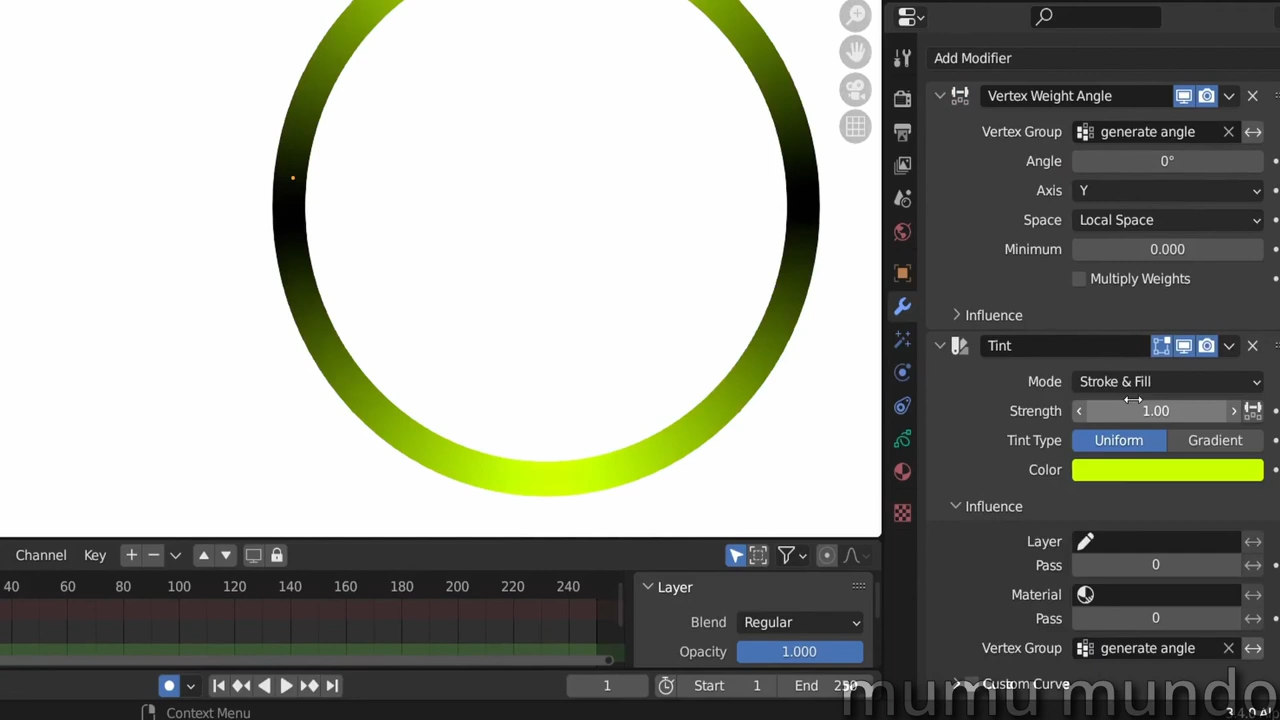 Add Modifier
Vertex Weight Angle
Vertex Group generate angle
Angle 0°
Axis Y
Space Local Space
Minimum 0.000
Multiply Weights
Influence
Tint
Mode Stroke & Fill
Strength 1.00
Tint Type Uniform Gradient
Color
Influence
Layer
Pass 0
Material
Pass 0
Vertex Group generate angle
Custom Curve
Channel Key
40 60 80 100 120 140 160 180 200 220 240
Layer
Blend Regular
Opacity 1.000
1 Start 1 End 250
Context Menu
mumu mundo